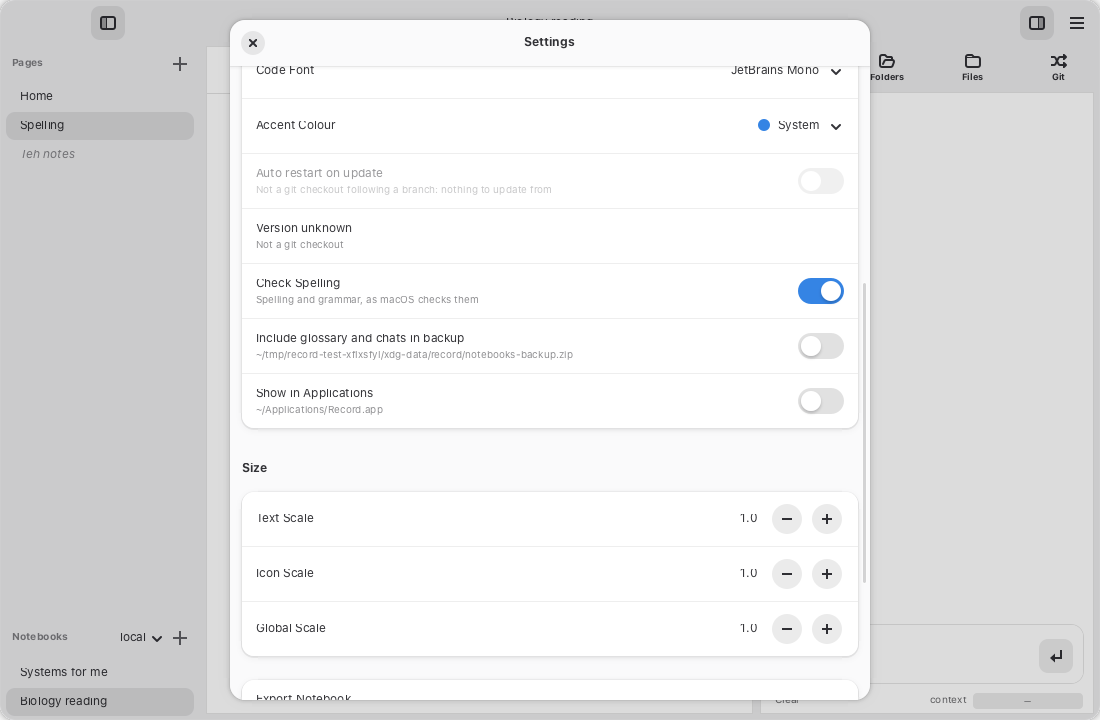 Settings
Pages
Home
Spelling
Teh notes
Folders
Files
Git
Code Font
JetBrains Mono
Accent Colour
System
Auto restart on update
Not a git checkout following a branch: nothing to update from
Version unknown
Not a git checkout
Check Spelling
Spelling and grammar, as macOS checks them
Include glossary and chats in backup
~/tmp/record-test-xflxsfyl/xdg-data/record/notebooks-backup.zip
Show in Applications
~/Applications/Record.app
Size
Text Scale
1.0
Icon Scale
1.0
Global Scale
1.0
Export Notebook
Notebooks
local
Systems for me
Biology reading
Clear
context
–